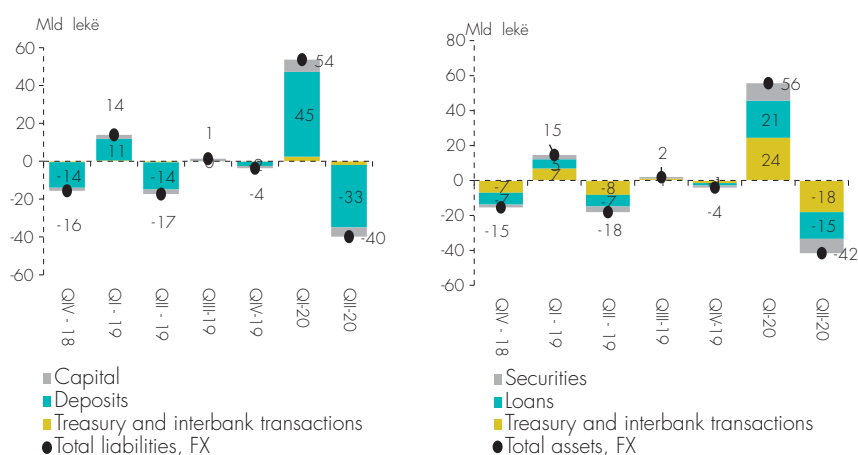 Mld lekë
60
40
20
0
-20
-40
-60
-14
-16
14
11
-14
-17
1
-4
54
45
-33
-40
QIV - 18
QI - 19
QII - 19
QIII-19
QIV-19
QI-20
QII-20
Capital
Deposits
Treasury and interbank transactions
Total liabilities, FX
Mld lekë
80
60
40
20
0
-20
-40
-60
-7
-7
-15
15
5
7
-8
-7
-18
2
-4
56
21
24
-18
-15
-42
QIV - 18
QI - 19
QII - 19
QIII-19
QIV-19
QI-20
QII-20
Securities
Loans
Treasury and interbank transactions
Total assets, FX